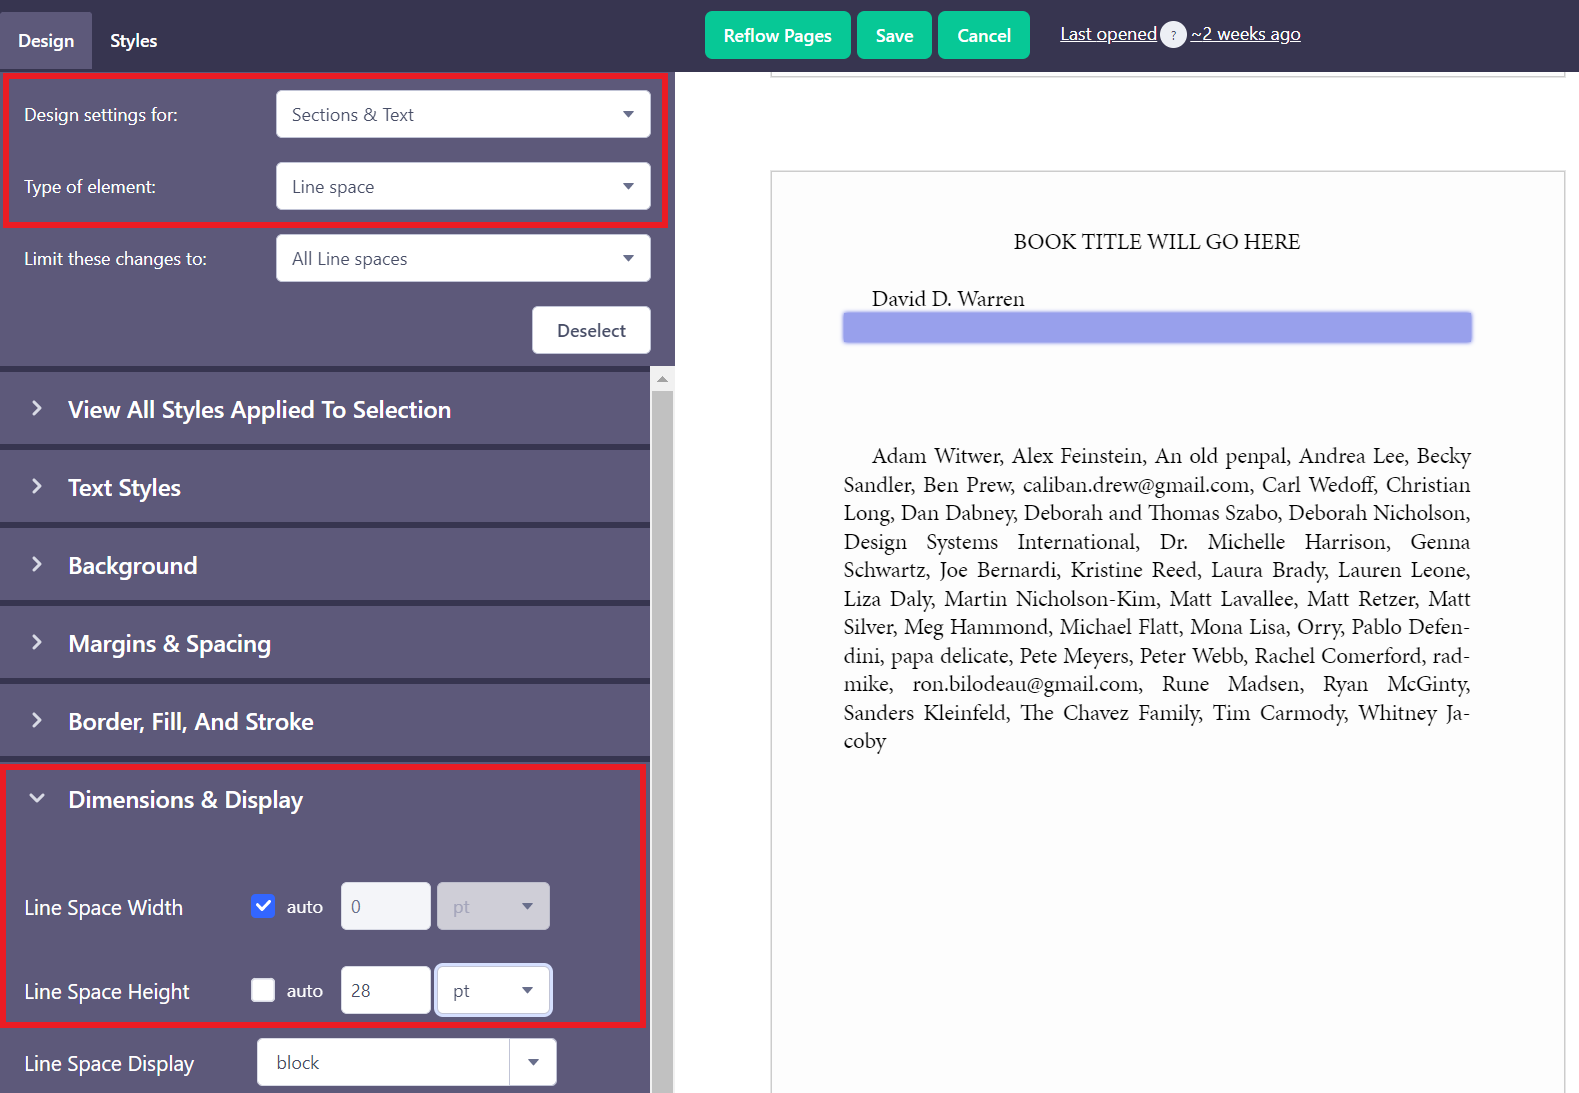 Design
Styles
Reflow Pages
Save
Cancel
Last opened ? ~2 weeks ago
Design settings for:
Sections & Text
Type of element:
Line space
Limit these changes to:
All Line spaces
Deselect
View All Styles Applied To Selection
Text Styles
Background
Margins & Spacing
Border, Fill, And Stroke
Dimensions & Display
Line Space Width
auto
0
pt
Line Space Height
auto
28
pt
Line Space Display
block
BOOK TITLE WILL GO HERE
David D. Warren
Adam Witwer, Alex Feinstein, An old penpal, Andrea Lee, Becky
Sandler, Ben Prew, caliban.drew@gmail.com, Carl Wedoff, Christian
Long, Dan Dabney, Deborah and Thomas Szabo, Deborah Nicholson,
Design Systems International, Dr. Michelle Harrison, Genna
Schwartz, Joe Bernardi, Kristine Reed, Laura Brady, Lauren Leone,
Liza Daly, Martin Nicholson-Kim, Matt Lavallee, Matt Retzer, Matt
Silver, Meg Hammond, Michael Flatt, Mona Lisa, Orry, Pablo Defen-
dini, papa delicate, Pete Meyers, Peter Webb, Rachel Comerford, rad-
mike, ron.bilodeau@gmail.com, Rune Madsen, Ryan McGinty,
Sanders Kleinfeld, The Chavez Family, Tim Carmody, Whitney Ja-
coby